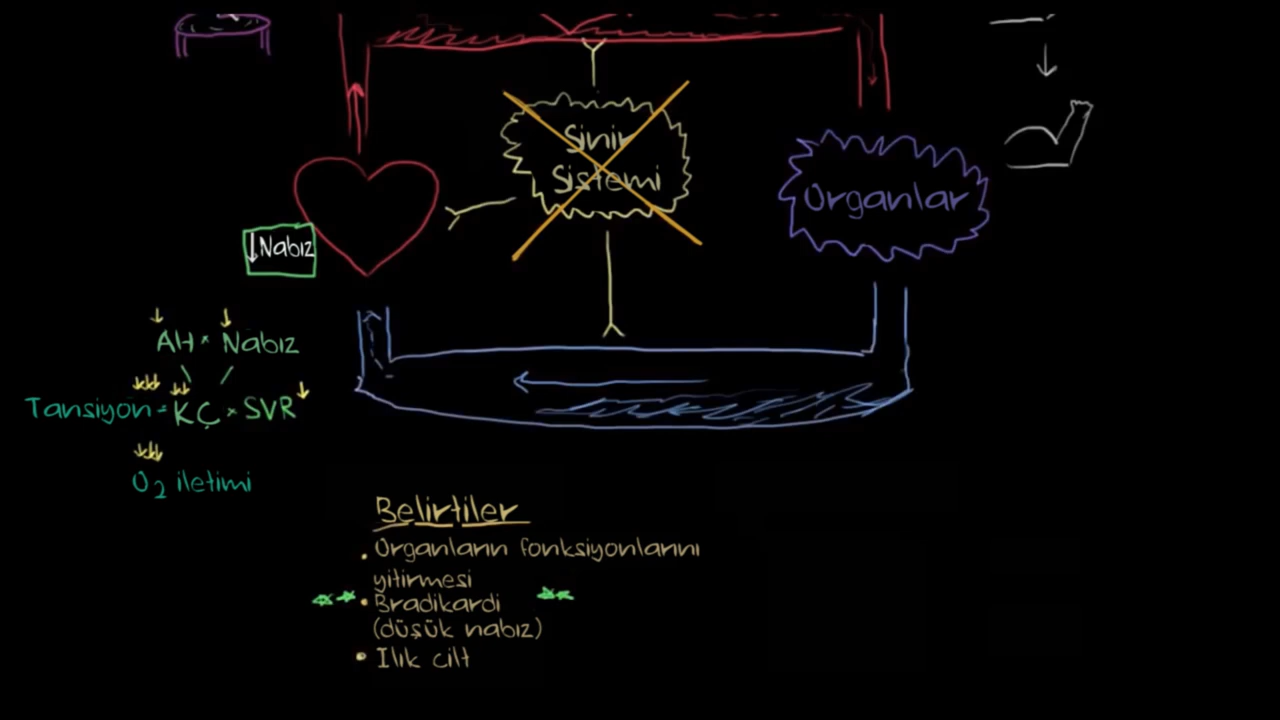 Sinir
Sistemi
Organlar
↓Nabız
AH × Nabız
Tansiyon = KÇ × SVR
O₂ iletimi
Belirtiler
• Organların fonksiyonlarını
yitirmesi
• Bradikardi
(düşük nabız)
• Ilık cilt